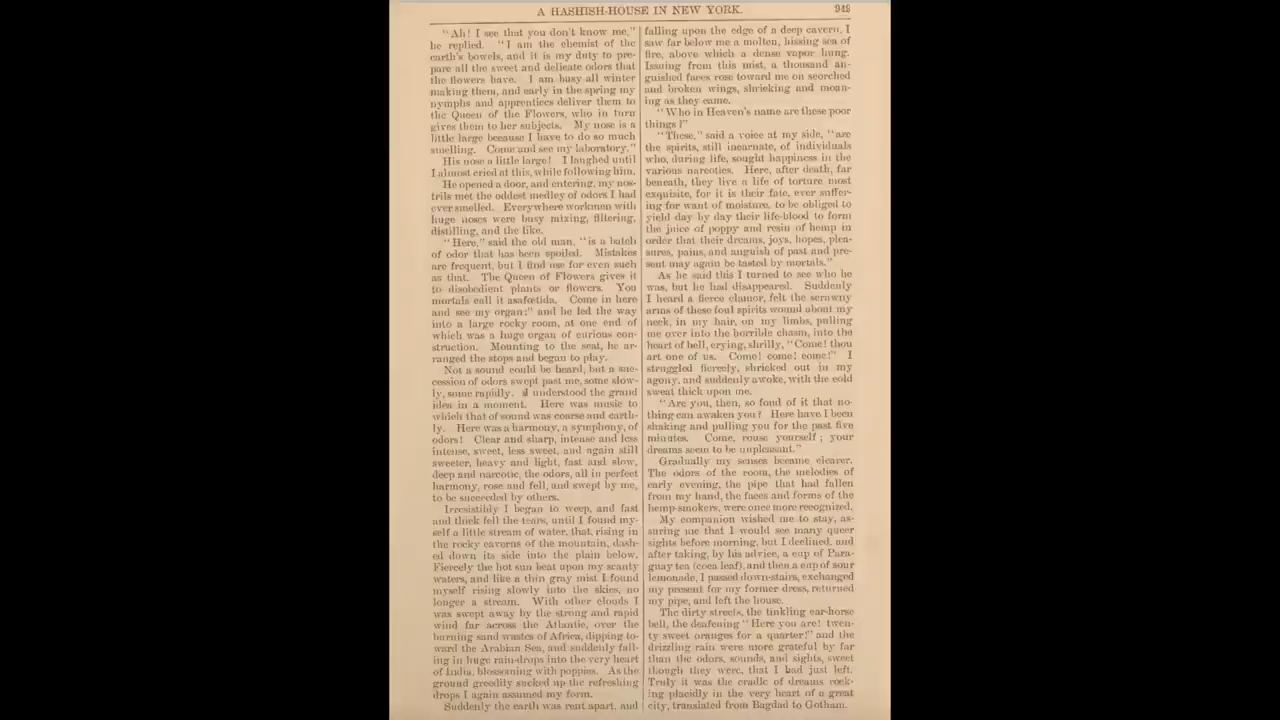 A HASHISH-HOUSE IN NEW YORK.
949
"Ah! I see that you don't know me,"
he replied. "I am the chemist of the
earth's bowels, and it is my duty to pre-
pare all the sweet and delicate odors that
the flowers have. I am busy all winter
making them, and early in the spring my
nymphs and apprentices deliver them to
the Queen of the Flowers, who in turn
gives them to her subjects. My nose is a
little large because I have to do so much
smelling. Come and see my laboratory."
His nose a little large! I laughed until
I almost cried at this, while following him.
He opened a door, and entering, my nos-
trils met the oddest medley of odors I had
ever smelled. Everywhere workmen with
huge noses were busy mixing, filtering,
distilling, and the like.
"Here," said the old man, "is a batch
of odor that has been spoiled. Mistakes
are frequent, but I find use for even such
as that. The Queen of Flowers gives it
to disobedient plants or flowers. You
mortals call it asafœtida. Come in here
and see my organ;" and he led the way
into a large rocky room, at one end of
which was a huge organ of curious con-
struction. Mounting to the seat, he ar-
ranged the stops and began to play.
Not a sound could be heard, but a suc-
cession of odors swept past me, some slow-
ly, some rapidly. I understood the grand
idea in a moment. Here was music to
which that of sound was coarse and earth-
ly. Here was a harmony, a symphony, of
odors! Clear and sharp, intense and less
intense, sweet, less sweet, and again still
sweeter, heavy and light, fast and slow,
deep and narcotic, the odors, all in perfect
harmony, rose and fell, and swept by me,
to be succeeded by others.
Irresistibly I began to weep, and fast
and thick fell the tears, until I found my-
self a little stream of water, that, rising in
the rocky caverns of the mountain, dash-
ed down its side into the plain below.
Fiercely the hot sun beat upon my scanty
waters, and like a thin gray mist I found
myself rising slowly into the skies, no
longer a stream. With other clouds I
was swept away by the strong and rapid
wind far across the Atlantic, over the
burning sand wastes of Africa, dipping to-
ward the Arabian Sea, and suddenly fall-
ing in huge rain-drops into the very heart
of India, blossoming with poppies. As the
ground greedily sucked up the refreshing
drops I again assumed my form.
Suddenly the earth was rent apart, and
falling upon the edge of a deep cavern, I
saw far below me a molten, hissing sea of
fire, above which a dense vapor hung.
Issuing from this mist, a thousand an-
guished faces rose toward me on scorched
and broken wings, shrieking and moan-
ing as they came.
"Who in Heaven's name are these poor
things?"
"These," said a voice at my side, "are
the spirits, still incarnate, of individuals
who, during life, sought happiness in the
various narcotics. Here, after death, far
beneath, they live a life of torture most
exquisite, for it is their fate, ever suffer-
ing for want of moisture, to be obliged to
yield day by day their life-blood to form
the juice of poppy and resin of hemp in
order that their dreams, joys, hopes, plea-
sures, pains, and anguish of past and pre-
sent may again be tasted by mortals."
As he said this I turned to see who he
was, but he had disappeared. Suddenly
I heard a fierce clamor, felt the scrawny
arms of these foul spirits wound about my
neck, in my hair, on my limbs, pulling
me over into the horrible chasm, into the
heart of hell, crying, shrilly, "Come! thou
art one of us. Come! come! come!" I
struggled fiercely, shrieked out in my
agony, and suddenly awoke, with the cold
sweat thick upon me.
"Are you, then, so fond of it that no-
thing can awaken you? Here have I been
shaking and pulling you for the past five
minutes. Come, rouse yourself; your
dreams seem to be unpleasant."
Gradually my senses became clearer.
The odors of the room, the melodies of
early evening, the pipe that had fallen
from my hand, the faces and forms of the
hemp-smokers, were once more recognized.
My companion wished me to stay, as-
suring me that I would see many queer
sights before morning, but I declined, and
after taking, by his advice, a cup of Para-
guay tea (coca leaf), and then a cup of sour
lemonade, I passed down-stairs, exchanged
my present for my former dress, returned
my pipe, and left the house.
The dirty streets, the tinkling car-horse
bell, the deafening "Here you are! twen-
ty sweet oranges for a quarter!" and the
drizzling rain were more grateful by far
than the odors, sounds, and sights, sweet
though they were, that I had just left.
Truly it was the cradle of dreams rock-
ing placidly in the very heart of a great
city, translated from Bagdad to Gotham.